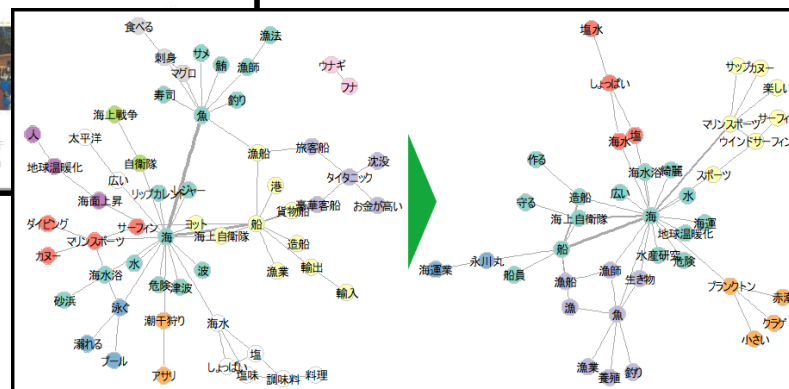 食べる
刺身
マグロ
サメ
鮪
漁法
漁師
寿司
釣り
魚
ウナギ
フナ
海上戦争
人
太平洋
自衛隊
地球温暖化
広い
海面上昇
リップカレント
レジャー
漁船
旅客船
沈没
タイタニック
港
豪華客船
お金が高い
貨物船
ダイビング
サーフィン
ヨット
船
マリンスポーツ
海
海上自衛隊
カヌー
水
波
造船
海水浴
危険
津波
漁業
輸出
輸入
砂浜
泳ぐ
潮干狩り
海水
溺れる
プール
塩
しょっぱい
アサリ
塩味
調味料
料理
塩水
しょっぱい
サップ
カヌー
楽しい
マリンスポーツ
サーフィン
ウインドサーフィン
海水
塩
作る
海水浴
綺麗
スポーツ
造船
広い
水
守る
海上自衛隊
海
海運
地球温暖化
船
永川丸
水産研究
危険
海運業
船員
漁師
生き物
漁船
プランクトン
赤潮
漁
魚
クラゲ
小さい
漁業
養殖
釣り